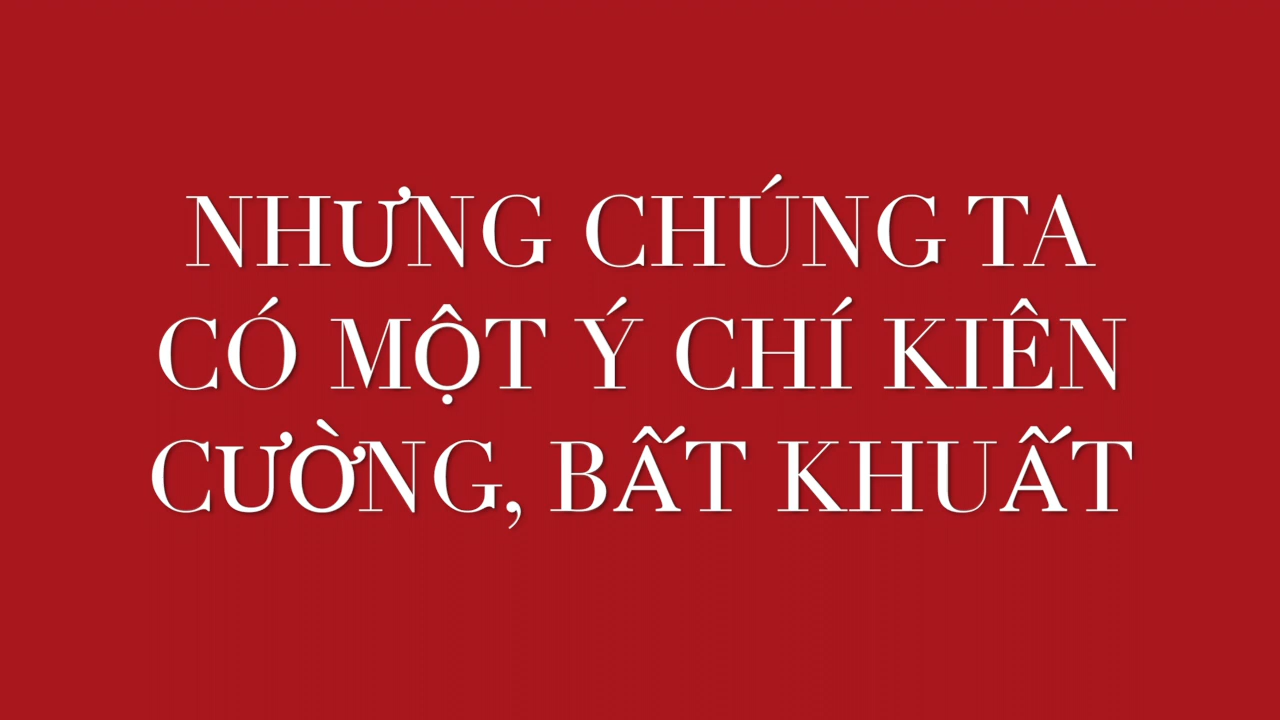 NHƯNG CHÚNG TA
CÓ MỘT Ý CHÍ KIÊN
CƯỜNG, BẤT KHUẤT